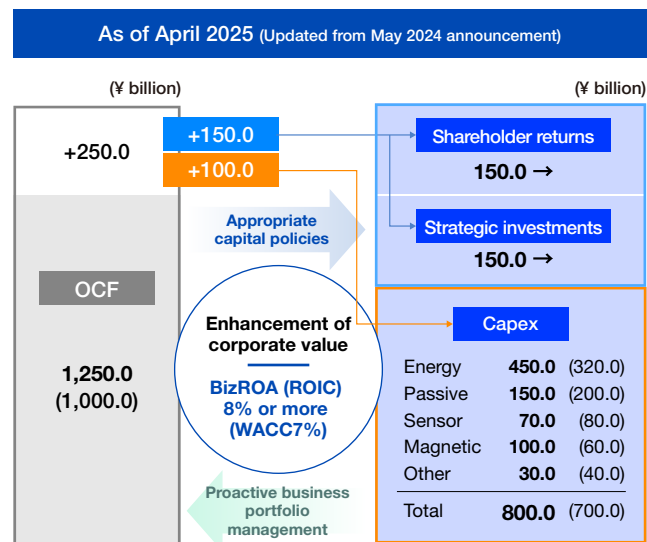 As of April 2025 (Updated from May 2024 announcement)
(¥ billion)
(¥ billion)
+250.0
+150.0
+100.0
Shareholder returns
150.0 →
Strategic investments
150.0 →
Appropriate
capital policies
OCF
1,250.0
(1,000.0)
Enhancement of
corporate value
BizROA (ROIC)
8% or more
(WACC7%)
Proactive business
portfolio
management
Capex
Energy 450.0 (320.0)
Passive 150.0 (200.0)
Sensor 70.0 (80.0)
Magnetic 100.0 (60.0)
Other 30.0 (40.0)
Total 800.0 (700.0)